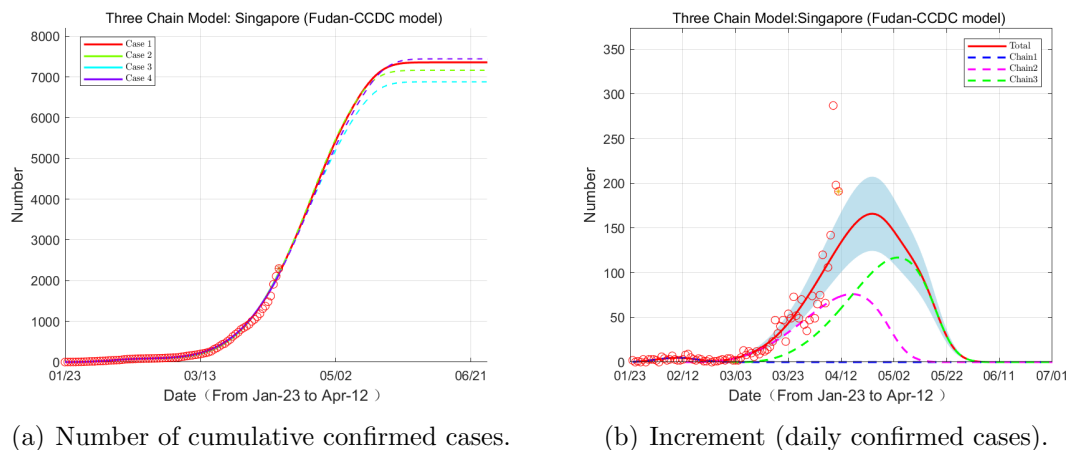 Three Chain Model: Singapore (Fudan-CCDC model)
8000
7000
6000
5000
4000
3000
2000
1000
0
Number
Case 1
Case 2
Case 3
Case 4
01/23
03/13
05/02
06/21
Date（From Jan-23 to Apr-12 ）
(a) Number of cumulative confirmed cases.
Three Chain Model:Singapore (Fudan-CCDC model)
350
300
250
200
150
100
50
0
Number
Total
Chain1
Chain2
Chain3
01/23
02/12
03/03
03/23
04/12
05/02
05/22
06/11
07/01
Date（From Jan-23 to Apr-12 ）
(b) Increment (daily confirmed cases).